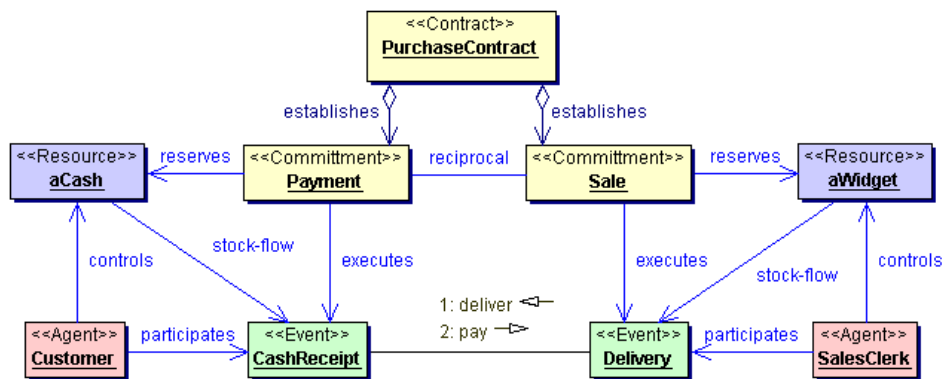 <<Contract>>
PurchaseContract
establishes
establishes
<<Resource>>
aCash
reserves
<<Committment>>
Payment
reciprocal
<<Committment>>
Sale
reserves
<<Resource>>
aWidget
controls
stock-flow
executes
executes
stock-flow
controls
1: deliver
2: pay
<<Agent>>
Customer
participates
<<Event>>
CashReceipt
<<Event>>
Delivery
participates
<<Agent>>
SalesClerk